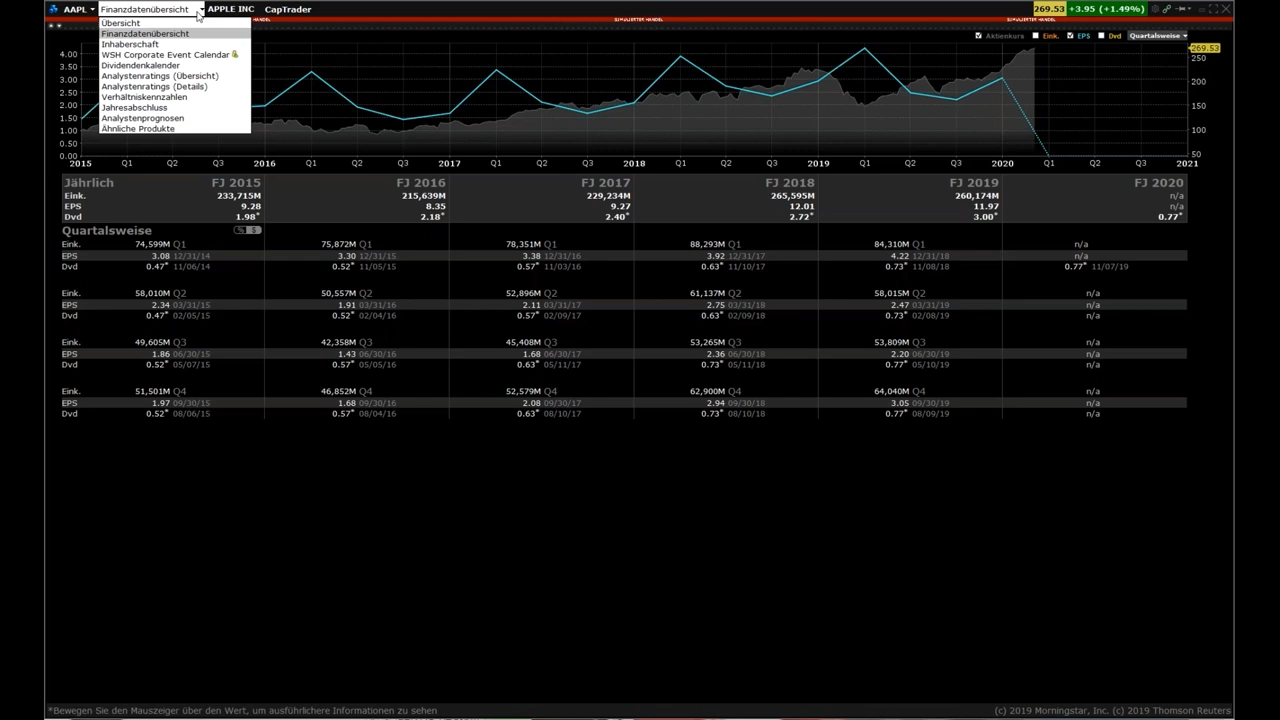 AAPL Finanzdatenübersicht APPLE INC CapTrader 269.53 +3.95 (+1.49%)
Übersicht
Finanzdatenübersicht
Inhaberschaft
WSH Corporate Event Calendar
Dividendenkalender
Analystenratings (Übersicht)
Analystenratings (Details)
Verhältniskennzahlen
Jahresabschluss
Analystenprognosen
Ähnliche Produkte
Aktienkurs Eink. EPS Dvd Quartalsweise
4.00
3.50
3.00
2.50
2.00
1.50
1.00
0.50
0.00
269.53
250
200
150
100
50
2015 Q1 Q2 Q3 2016 Q1 Q2 Q3 2017 Q1 Q2 Q3 2018 Q1 Q2 Q3 2019 Q1 Q2 Q3 2020 Q1 Q2 Q3 2021
Jährlich FJ 2015 FJ 2016 FJ 2017 FJ 2018 FJ 2019 FJ 2020
Eink. 233,715M 215,639M 229,234M 265,595M 260,174M n/a
EPS 9.28 8.35 9.27 12.01 11.97 n/a
Dvd 1.98* 2.18* 2.40* 2.72* 3.00* 0.77*
Quartalsweise % $
Eink. 74,599M Q1 75,872M Q1 78,351M Q1 88,293M Q1 84,310M Q1 n/a
EPS 3.08 12/31/14 3.30 12/31/15 3.38 12/31/16 3.92 12/31/17 4.22 12/31/18 n/a
Dvd 0.47* 11/06/14 0.52* 11/05/15 0.57* 11/03/16 0.63* 11/10/17 0.73* 11/08/18 0.77* 11/07/19
Eink. 58,010M Q2 50,557M Q2 52,896M Q2 61,137M Q2 58,015M Q2 n/a
EPS 2.34 03/31/15 1.91 03/31/16 2.11 03/31/17 2.75 03/31/18 2.47 03/31/19 n/a
Dvd 0.47* 02/05/15 0.52* 02/04/16 0.57* 02/09/17 0.63* 02/09/18 0.73* 02/08/19 n/a
Eink. 49,605M Q3 42,358M Q3 45,408M Q3 53,265M Q3 53,809M Q3 n/a
EPS 1.86 06/30/15 1.43 06/30/16 1.68 06/30/17 2.36 06/30/18 2.20 06/30/19 n/a
Dvd 0.52* 05/07/15 0.57* 05/05/16 0.63* 05/11/17 0.73* 05/11/18 0.77* 05/10/19 n/a
Eink. 51,501M Q4 46,852M Q4 52,579M Q4 62,900M Q4 64,040M Q4 n/a
EPS 1.97 09/30/15 1.68 09/30/16 2.08 09/30/17 2.94 09/30/18 3.05 09/30/19 n/a
Dvd 0.52* 08/06/15 0.57* 08/04/16 0.63* 08/10/17 0.73* 08/10/18 0.77* 08/09/19 n/a
*Bewegen Sie den Mauszeiger über den Wert, um ausführlichere Informationen zu sehen (c) 2019 Morningstar, Inc. (c) 2019 Thomson Reuters